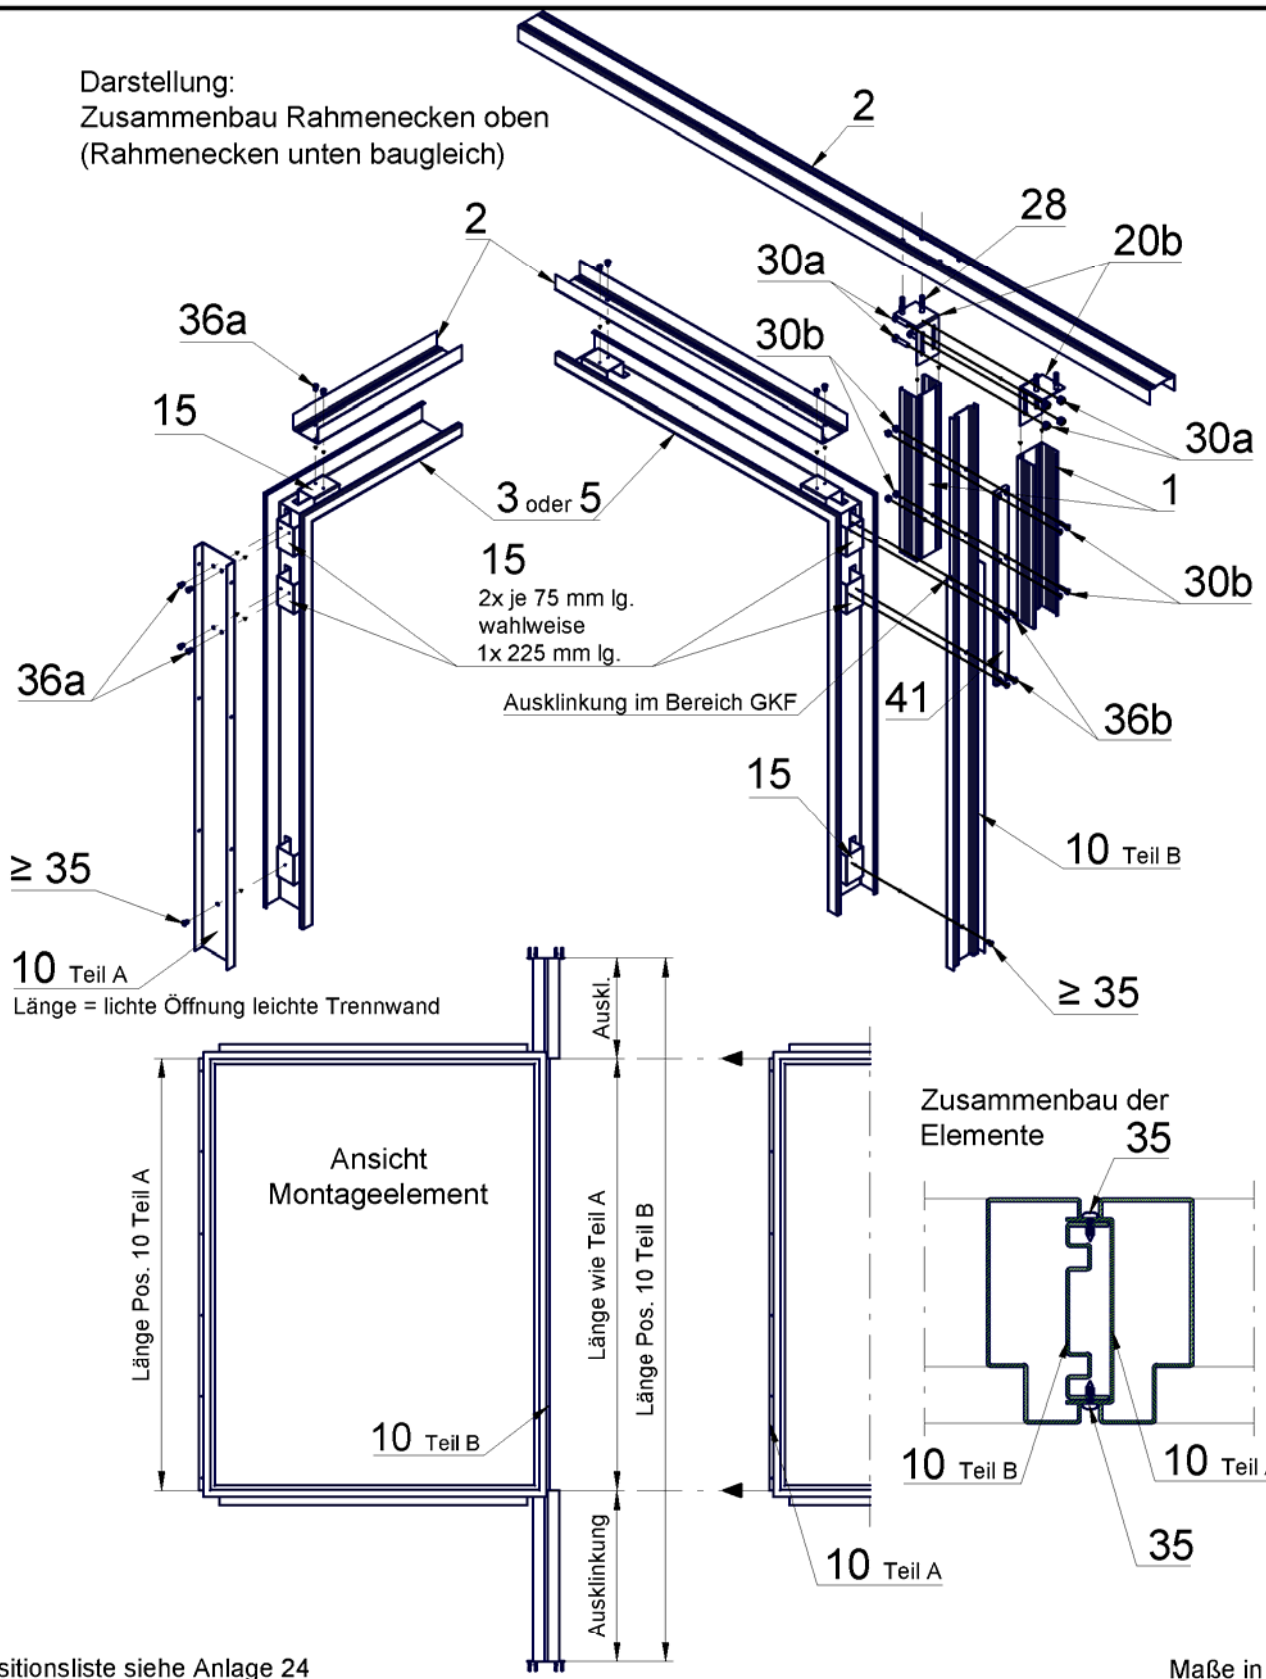 Darstellung:
Zusammenbau Rahmenecken oben
(Rahmenecken unten baugleich)
2
2
28
20b
30a
36a
30b
15
30a
3 oder 5
1
15
2x je 75 mm lg.
wahlweise
1x 225 mm lg.
30b
36a
Ausklinkung im Bereich GKF
41
36b
15
≥ 35
10 Teil B
10 Teil A
Länge = lichte Öffnung leichte Trennwand
≥ 35
Auskl.
Ansicht
Montageelement
Länge Pos. 10 Teil A
Länge wie Teil A
Länge Pos. 10 Teil B
10 Teil B
Ausklinkung
10 Teil A
Zusammenbau der
Elemente
35
10 Teil B
10 Teil
35
sitionsliste siehe Anlage 24
Maße in